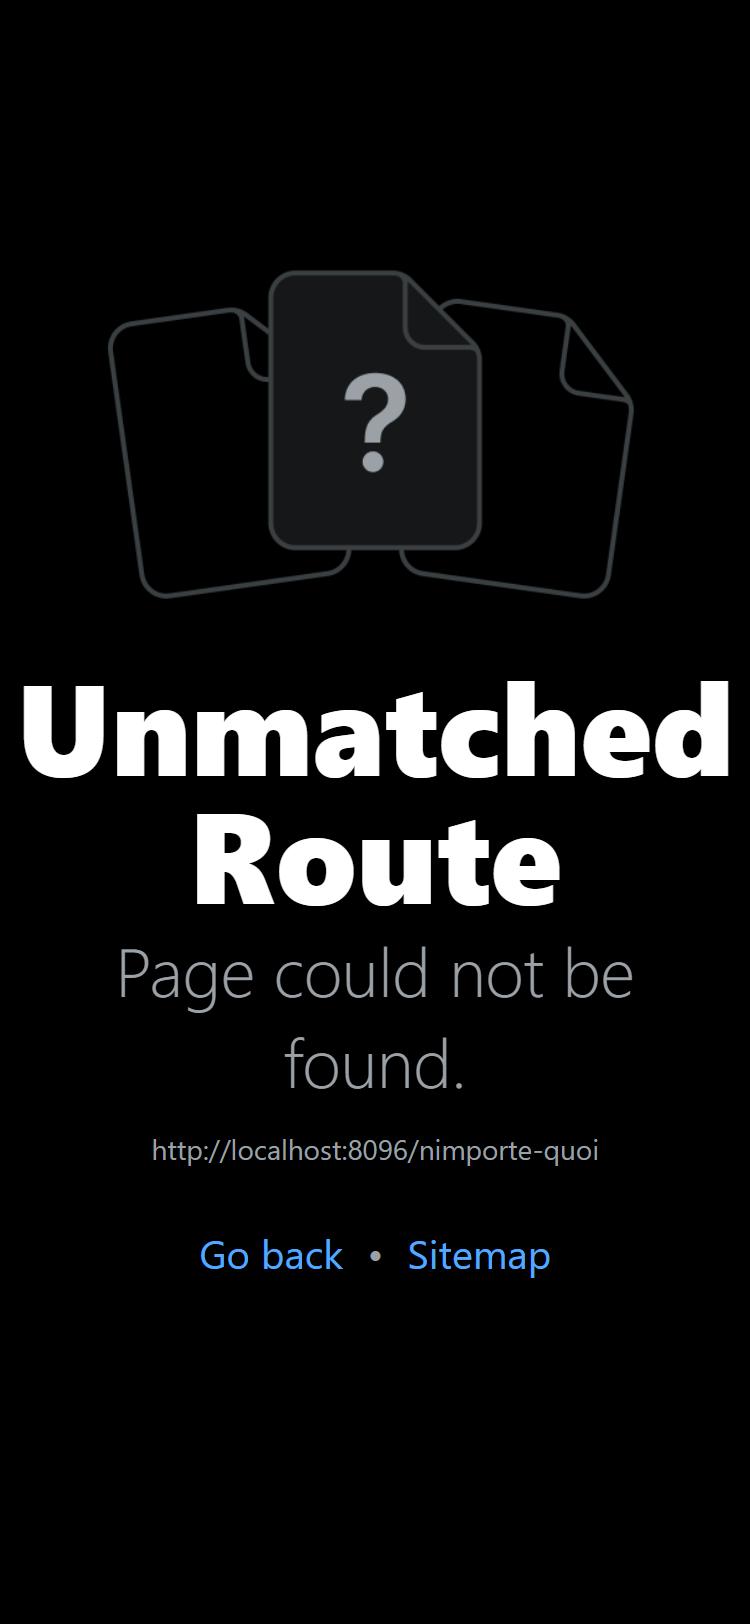 ?
Unmatched
Route
Page could not be
found.
http://localhost:8096/nimporte-quoi
Go back • Sitemap